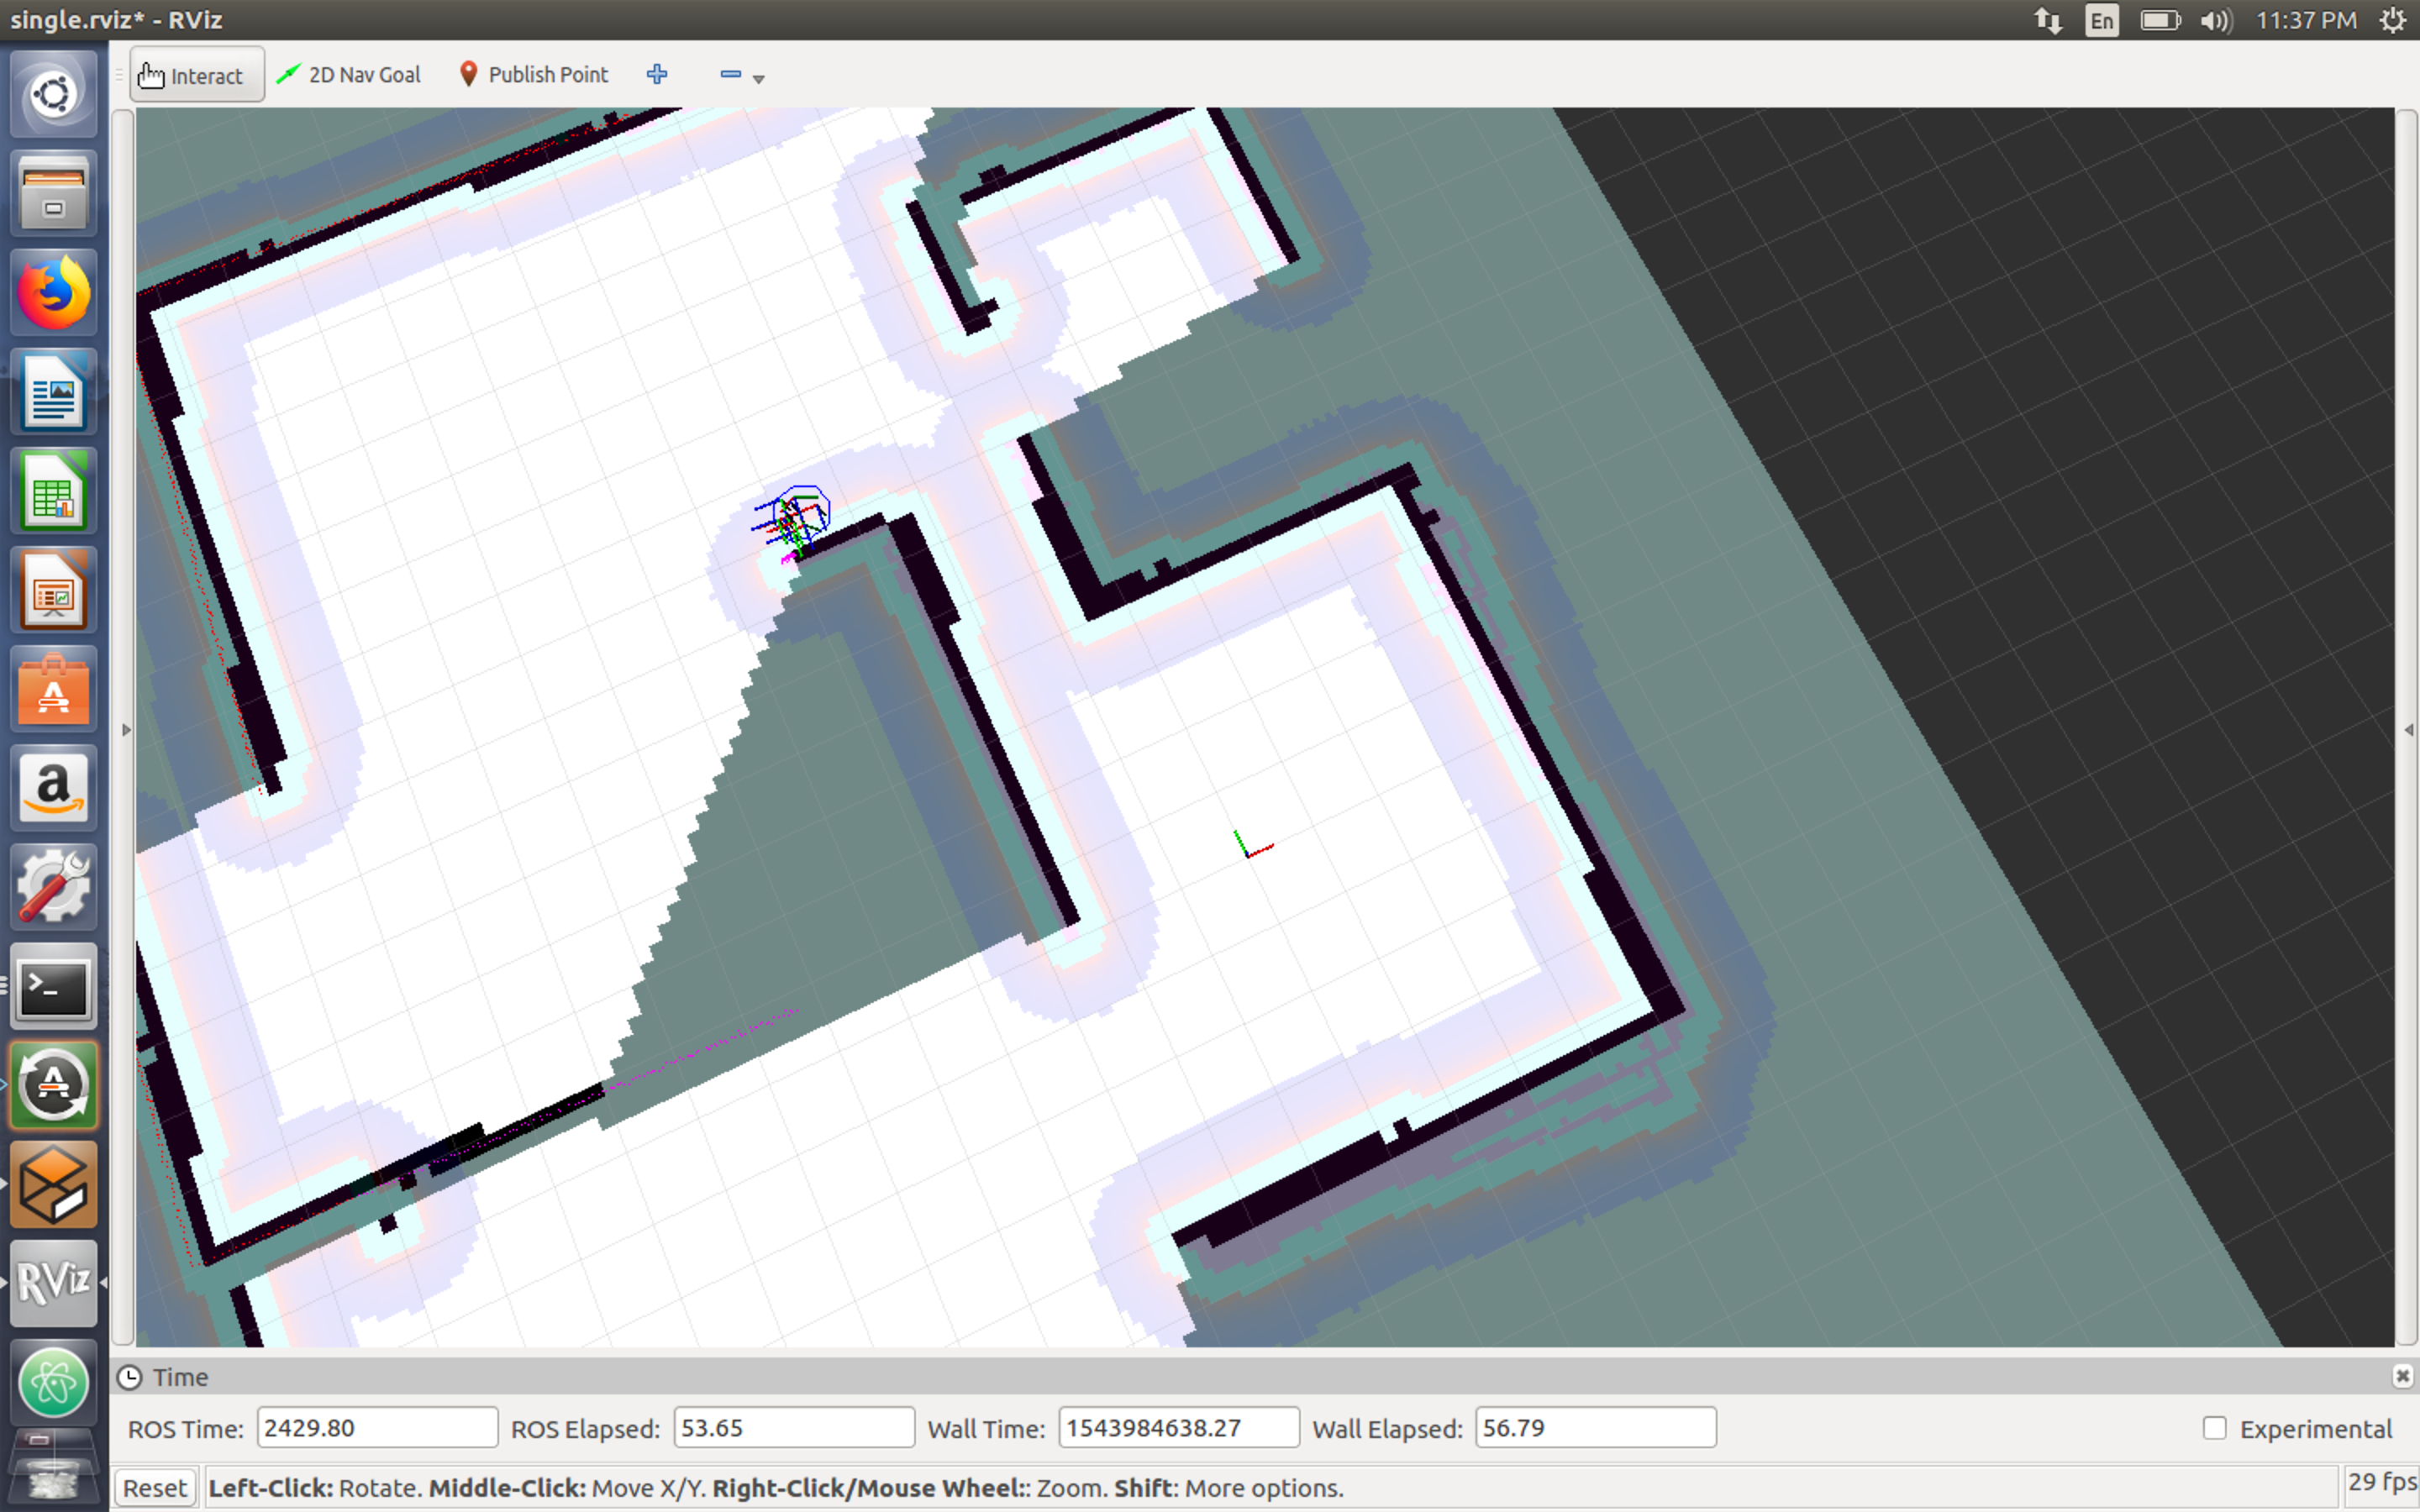 single.rviz* - RViz
En
11:37 PM
Interact
2D Nav Goal
Publish Point
a
>_
RViz
Time
ROS Time: 2429.80 ROS Elapsed: 53.65 Wall Time: 1543984638.27 Wall Elapsed: 56.79 Experimental
Reset Left-Click: Rotate. Middle-Click: Move X/Y. Right-Click/Mouse Wheel:: Zoom. Shift: More options. 29 fps